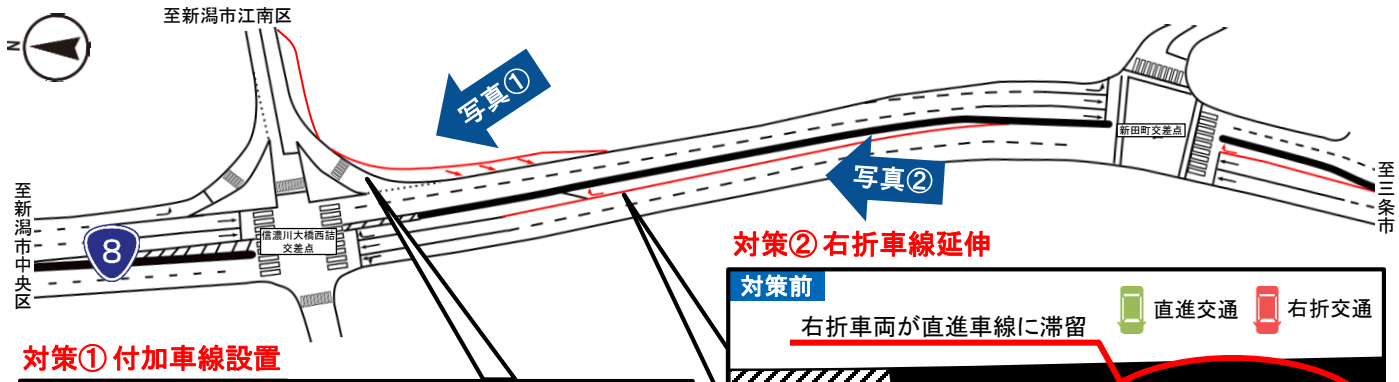 至新潟市江南区
N
写真①
新田町交差点
至三条市
写真②
至新潟市中央区
8
信濃川大橋西詰
交差点
対策② 右折車線延伸
対策前
直進交通
右折交通
右折車両が直進車線に滞留
対策① 付加車線設置